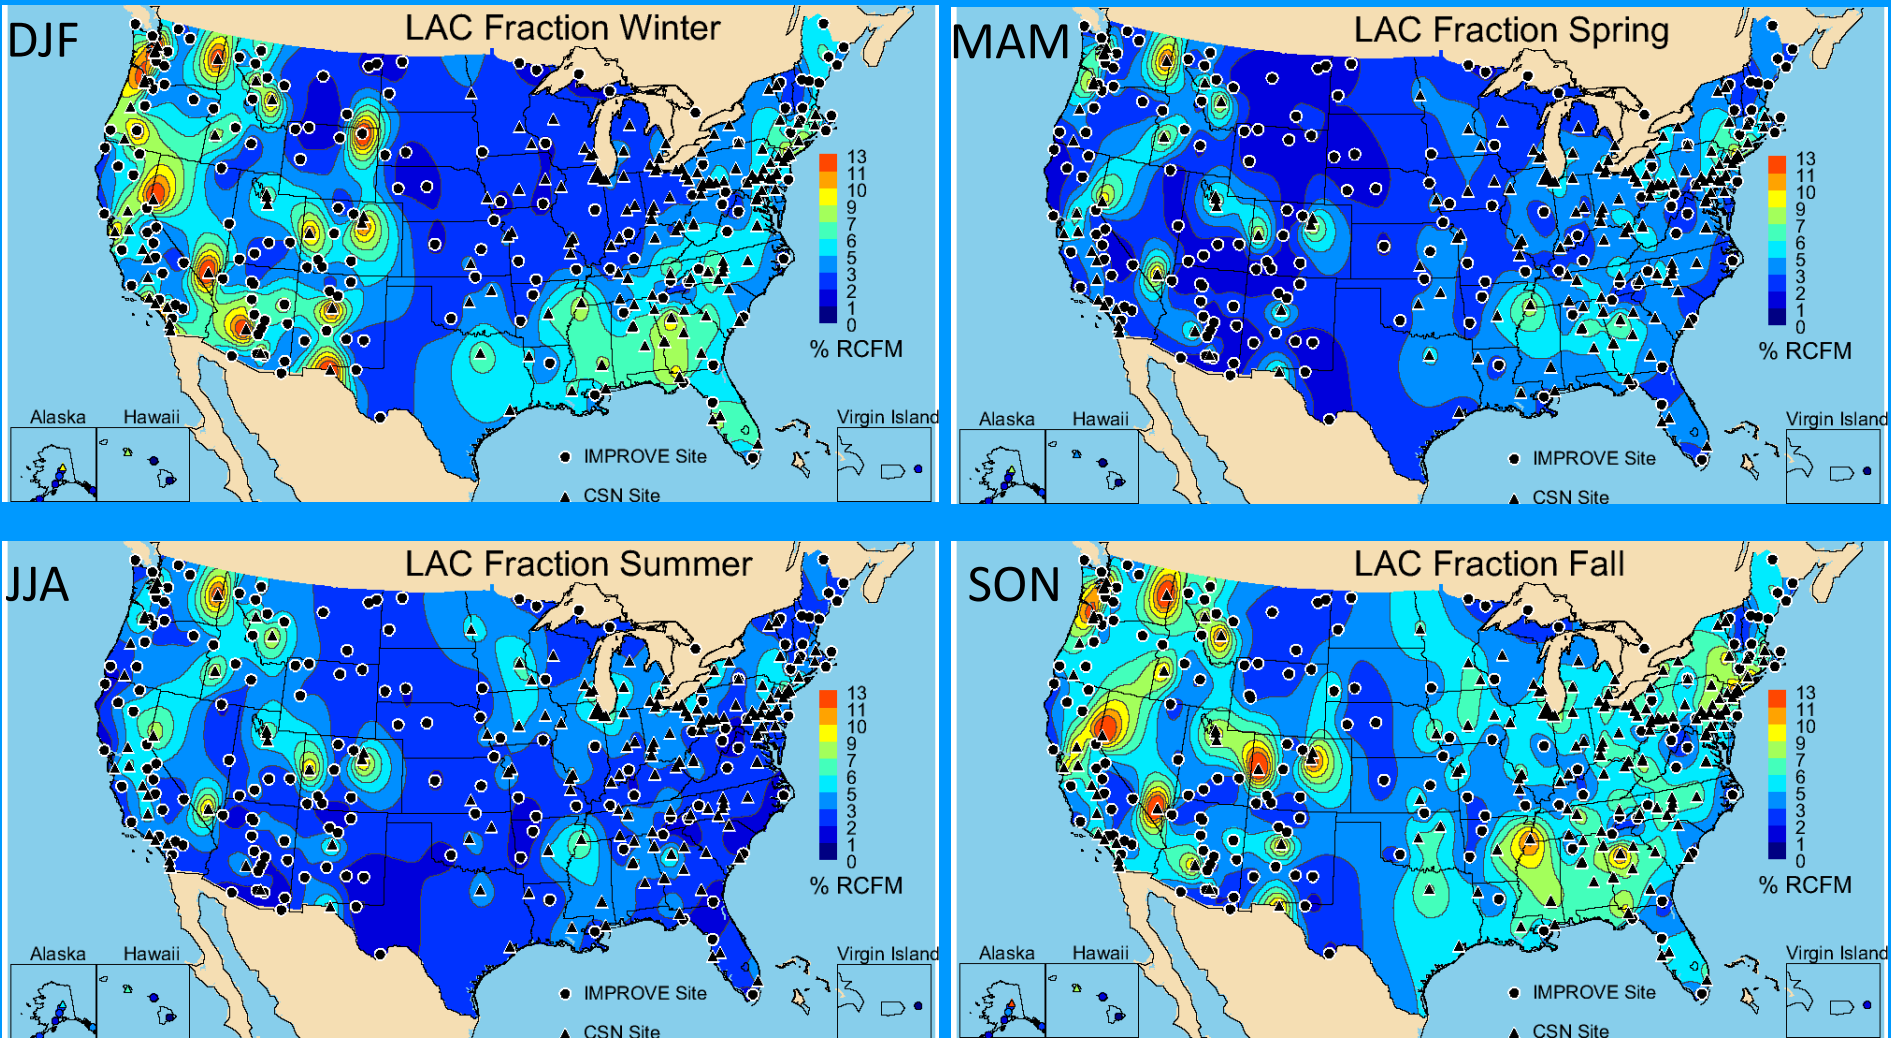 DJF
LAC Fraction Winter
13
11
10
9
7
6
5
3
2
1
0
% RCFM
Alaska
Hawaii
Virgin Island
IMPROVE Site
CSN Site
MAM
LAC Fraction Spring
13
11
10
9
7
6
5
3
2
1
0
% RCFM
Alaska
Hawaii
Virgin Island
IMPROVE Site
CSN Site
JJA
LAC Fraction Summer
13
11
10
9
7
6
5
3
2
1
0
% RCFM
Alaska
Hawaii
Virgin Island
IMPROVE Site
CSN Site
SON
LAC Fraction Fall
13
11
10
9
7
6
5
3
2
1
0
% RCFM
Alaska
Hawaii
Virgin Island
IMPROVE Site
CSN Site